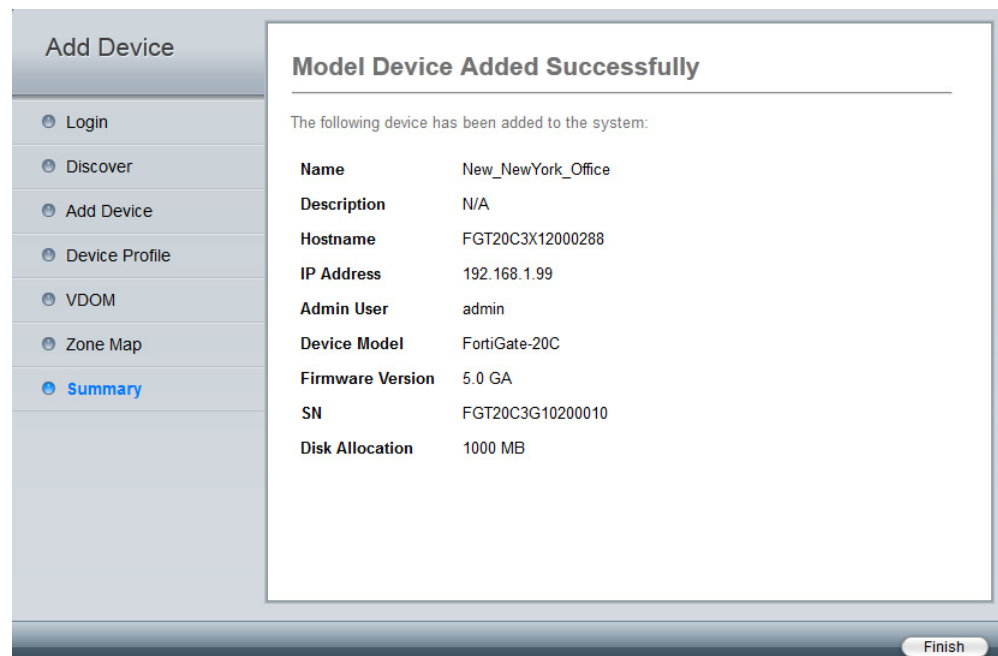 Add Device
Login
Discover
Add Device
Device Profile
VDOM
Zone Map
Summary
Model Device Added Successfully
The following device has been added to the system:
Name New_NewYork_Office
Description N/A
Hostname FGT20C3X12000288
IP Address 192.168.1.99
Admin User admin
Device Model FortiGate-20C
Firmware Version 5.0 GA
SN FGT20C3G10200010
Disk Allocation 1000 MB
Finish